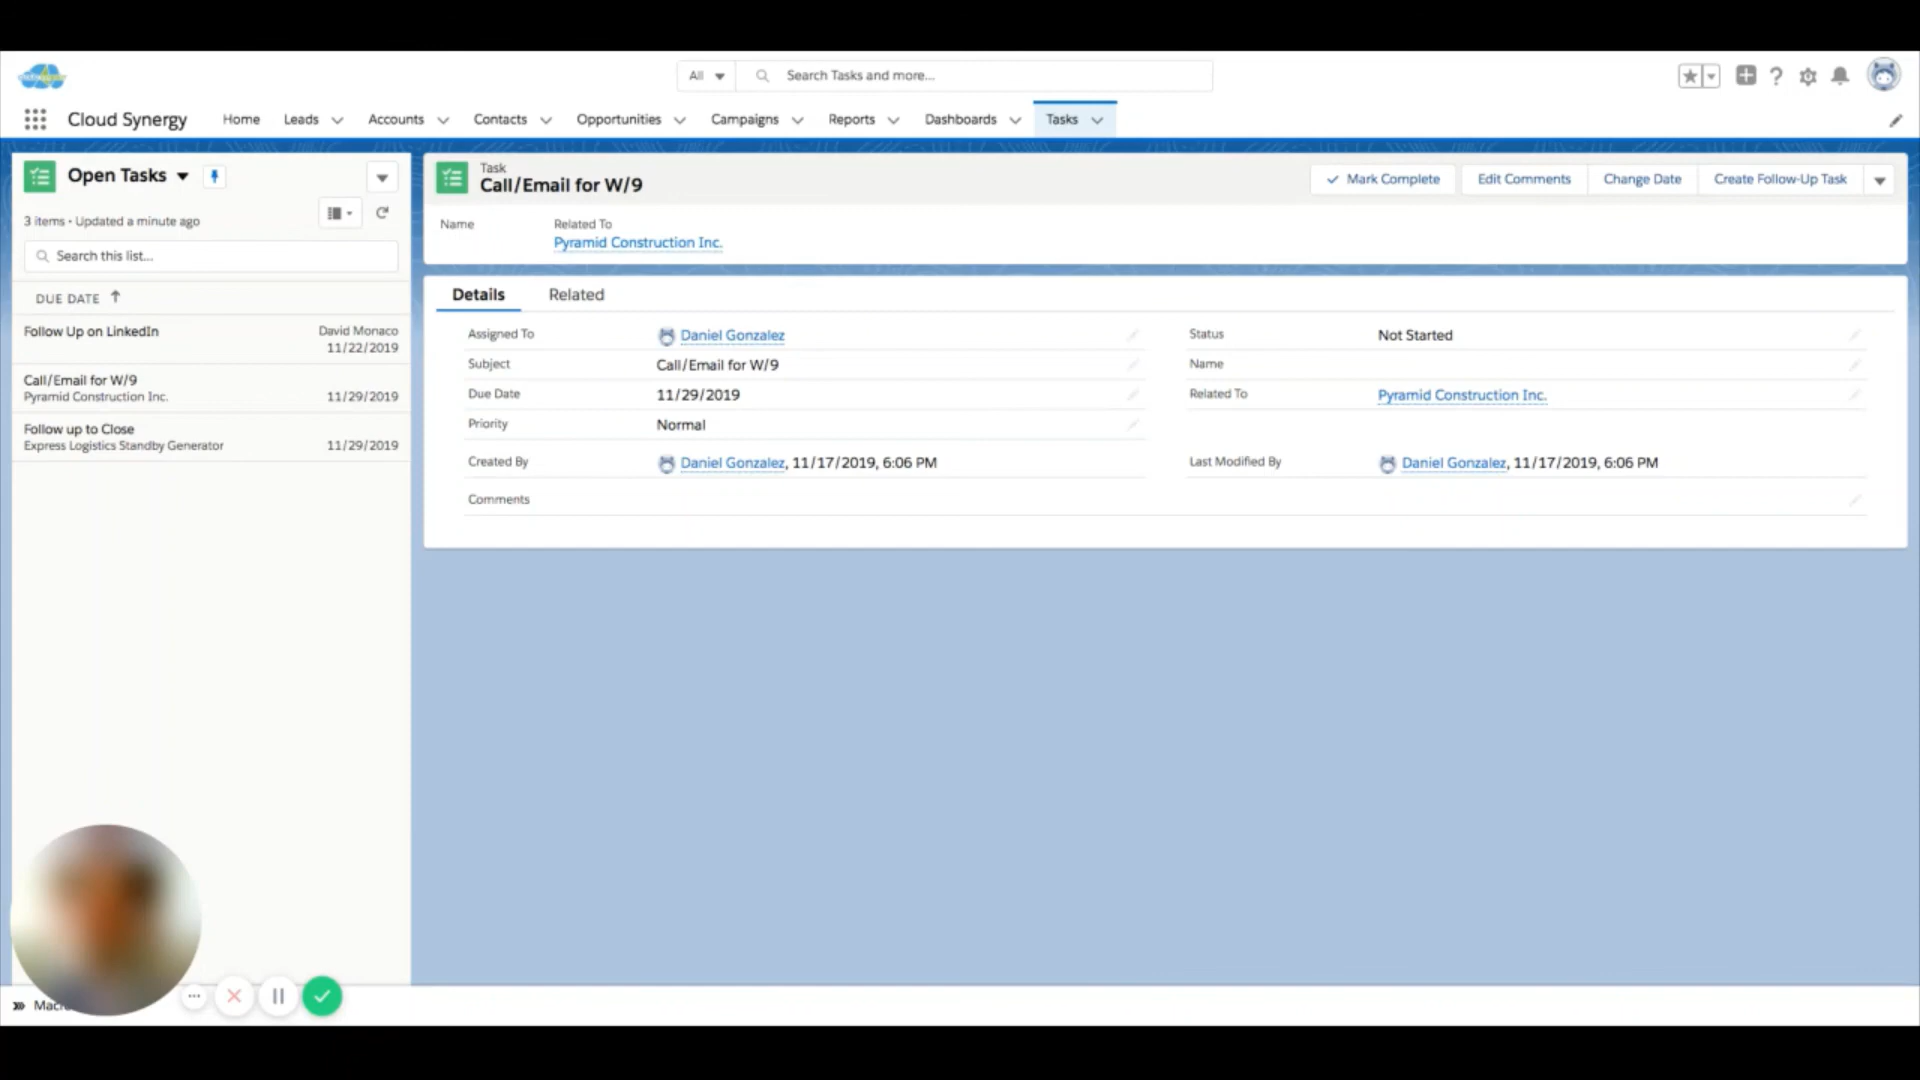 All
Search Tasks and more...
Cloud Synergy
Home
Leads
Accounts
Contacts
Opportunities
Campaigns
Reports
Dashboards
Tasks
Open Tasks
3 items • Updated a minute ago
Search this list...
DUE DATE
Follow Up on LinkedIn
David Monaco
11/22/2019
Call/Email for W/9
Pyramid Construction Inc.
11/29/2019
Follow up to Close
Express Logistics Standby Generator
11/29/2019
Task
Call/Email for W/9
Mark Complete
Edit Comments
Change Date
Create Follow-Up Task
Name
Related To
Pyramid Construction Inc.
Details
Related
Assigned To
Daniel Gonzalez
Status
Not Started
Subject
Call/Email for W/9
Name
Due Date
11/29/2019
Related To
Pyramid Construction Inc.
Priority
Normal
Created By
Daniel Gonzalez, 11/17/2019, 6:06 PM
Last Modified By
Daniel Gonzalez, 11/17/2019, 6:06 PM
Comments